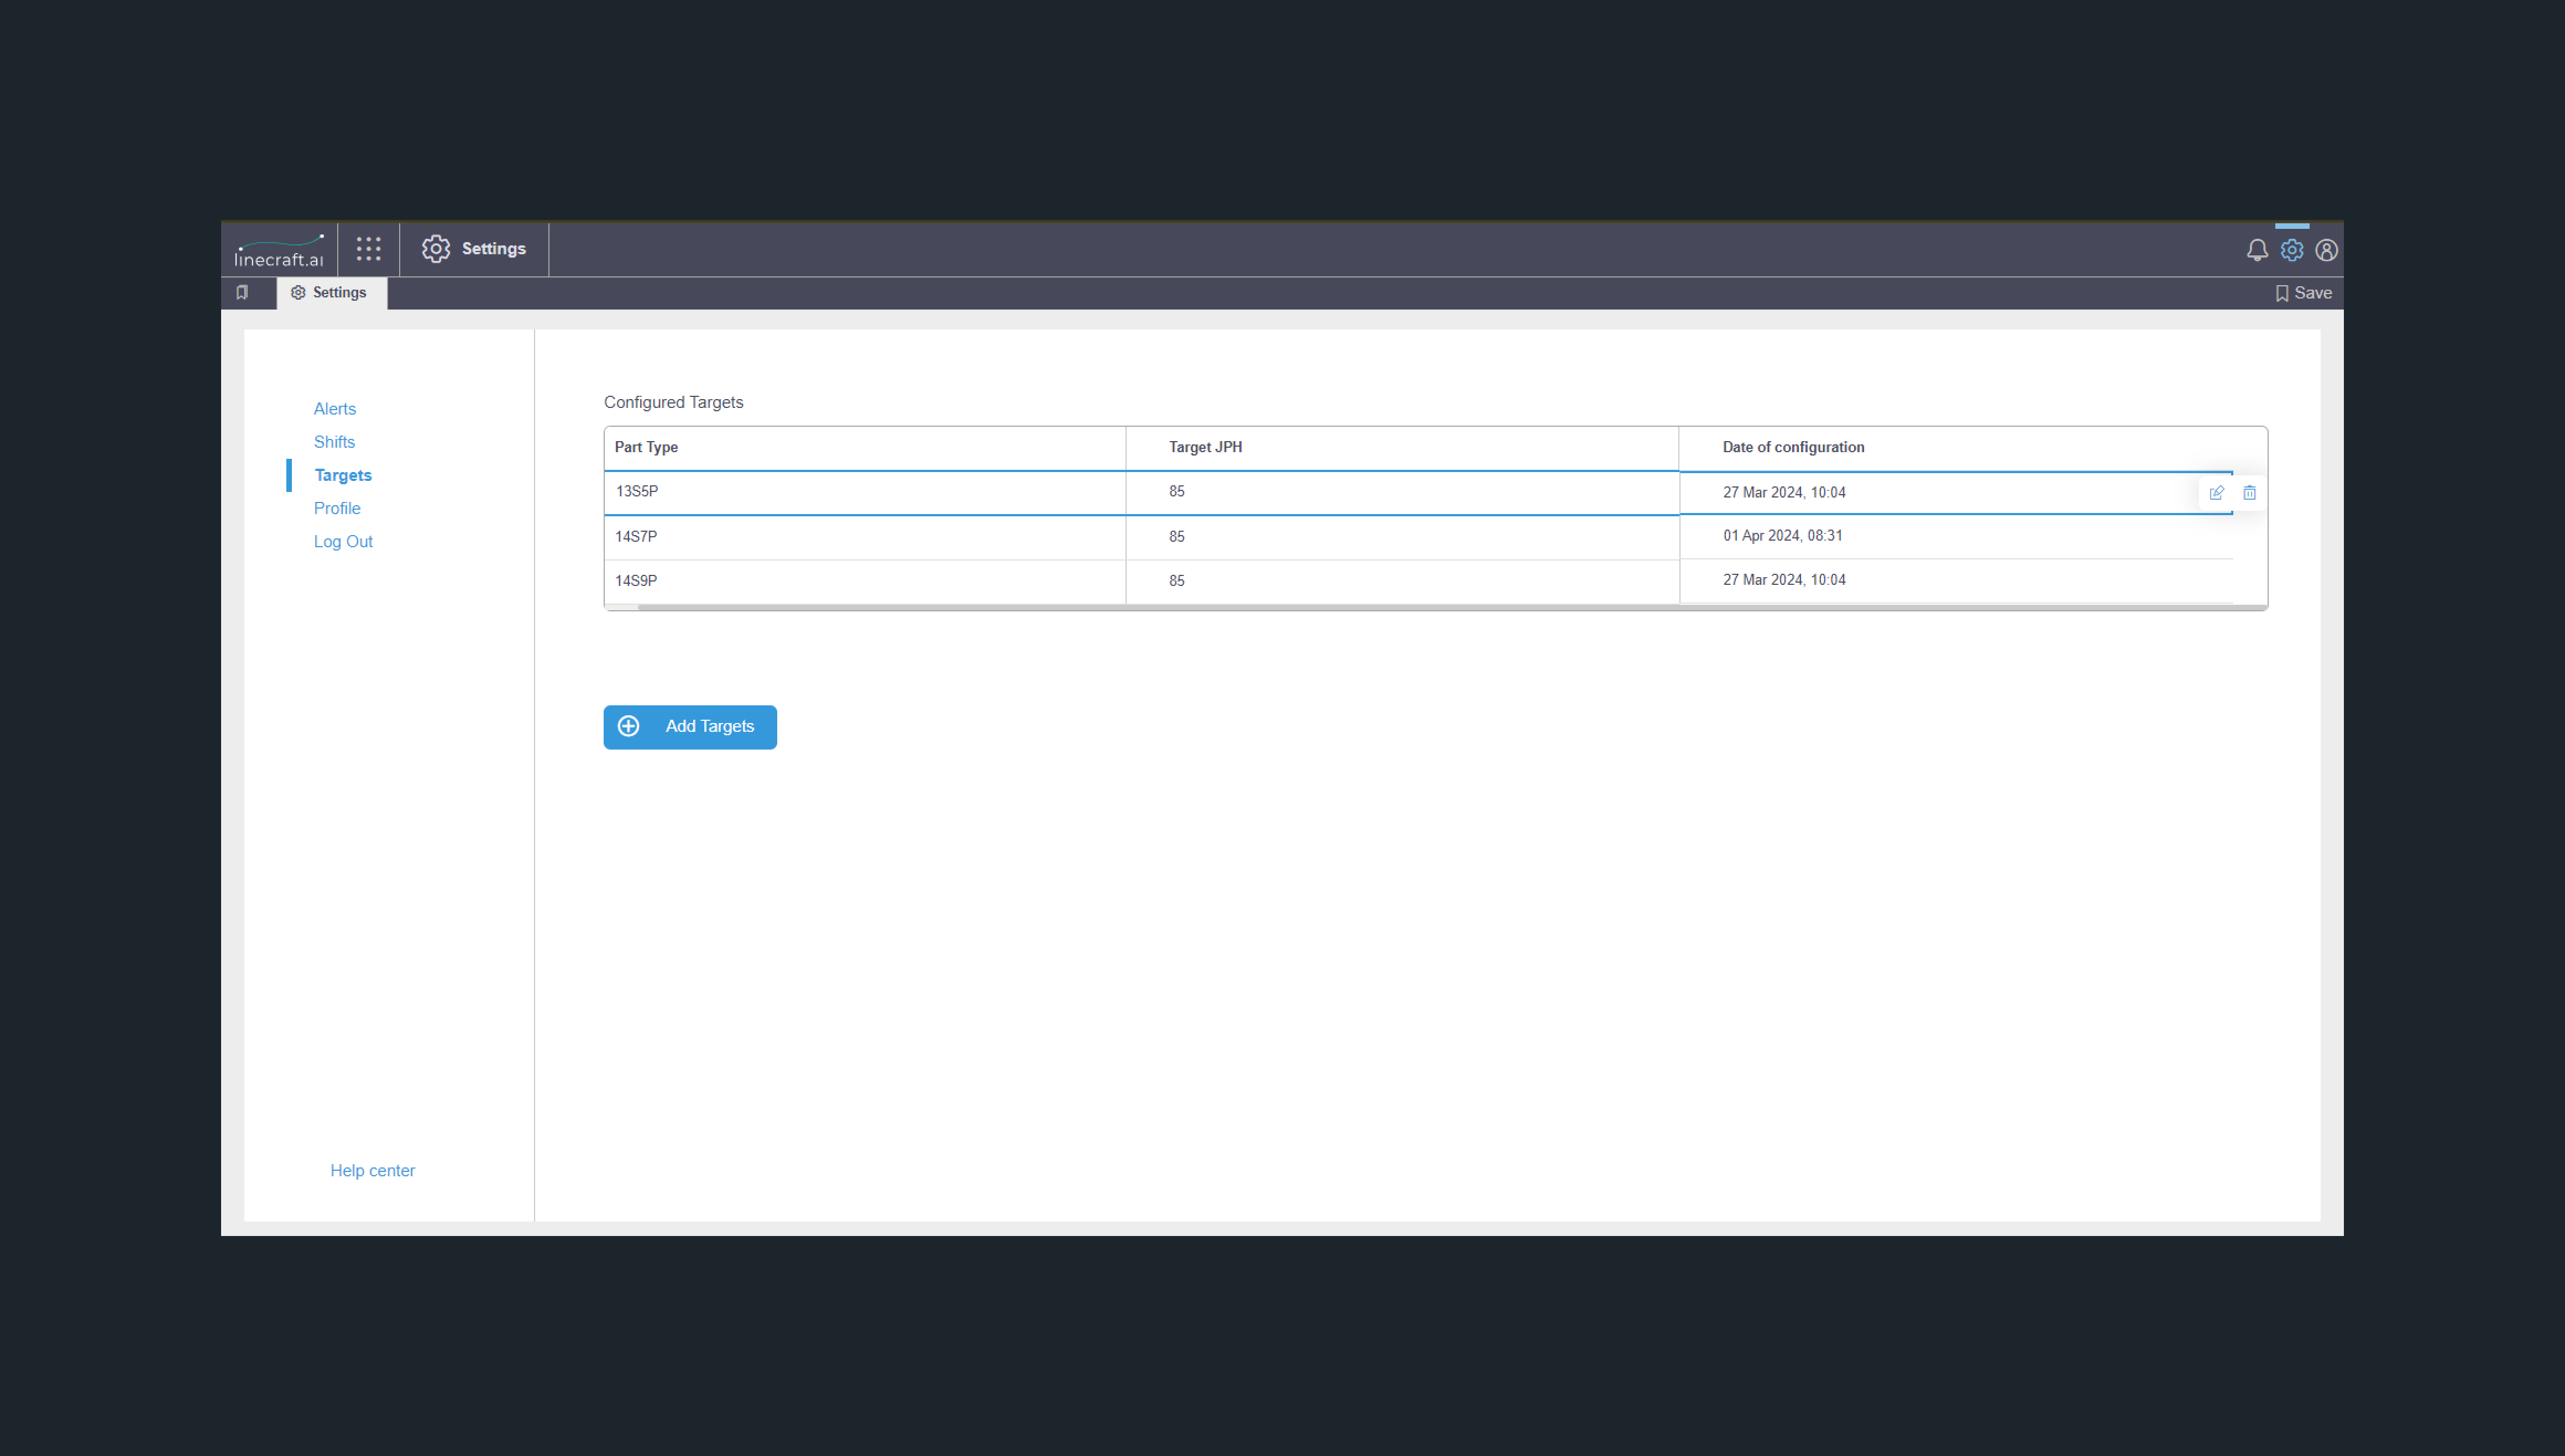 linecraft.ai
Settings
Settings
Save
Alerts
Shifts
Targets
Profile
Log Out
Help center
Configured Targets
Part Type Target JPH Date of configuration
13S5P 85 27 Mar 2024, 10:04
14S7P 85 01 Apr 2024, 08:31
14S9P 85 27 Mar 2024, 10:04
Add Targets